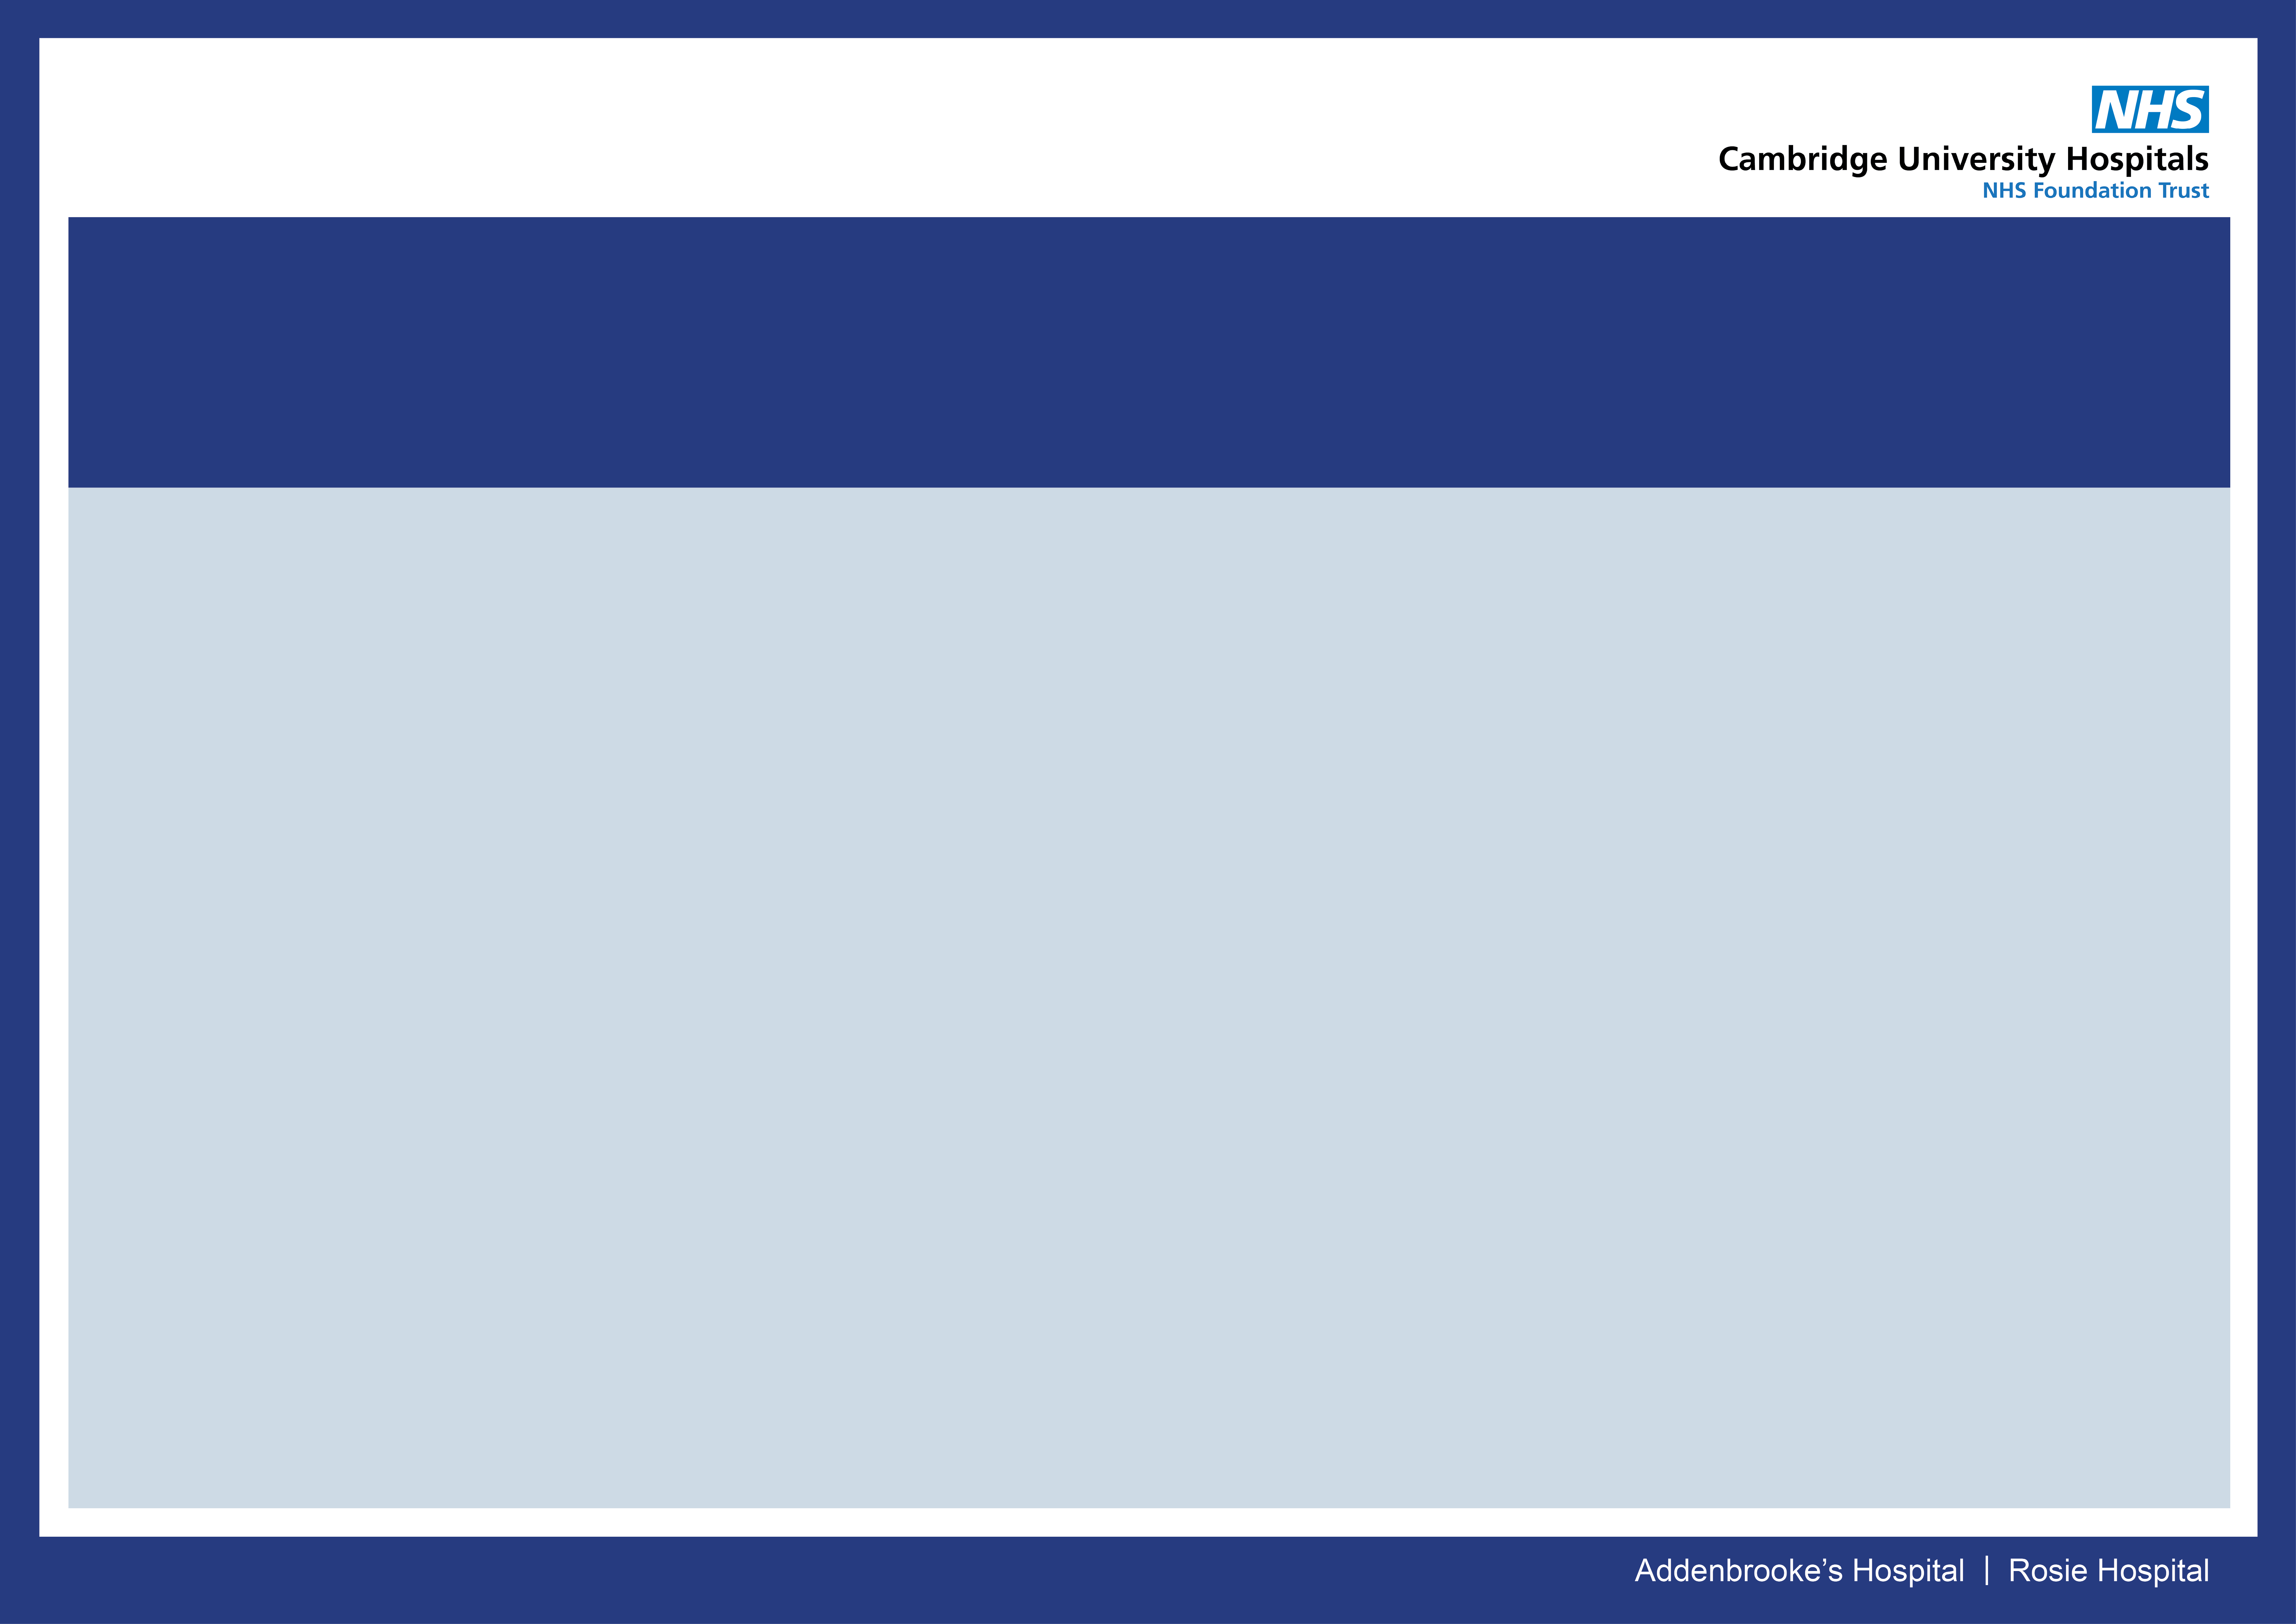 NHS
Cambridge University Hospitals
NHS Foundation Trust
Addenbrooke’s Hospital | Rosie Hospital